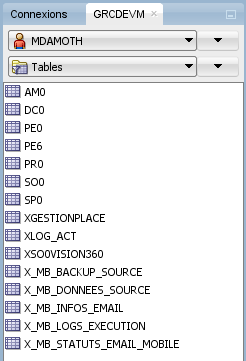 Connexions GRCDEVM
MDAMOTH
Tables
AM0
DC0
PE0
PE6
PR0
SO0
SP0
XGESTIONPLACE
XLOG_ACT
XSO0VISION360
X_MB_BACKUP_SOURCE
X_MB_DONNEES_SOURCE
X_MB_INFOS_EMAIL
X_MB_LOGS_EXECUTION
X_MB_STATUTS_EMAIL_MOBILE